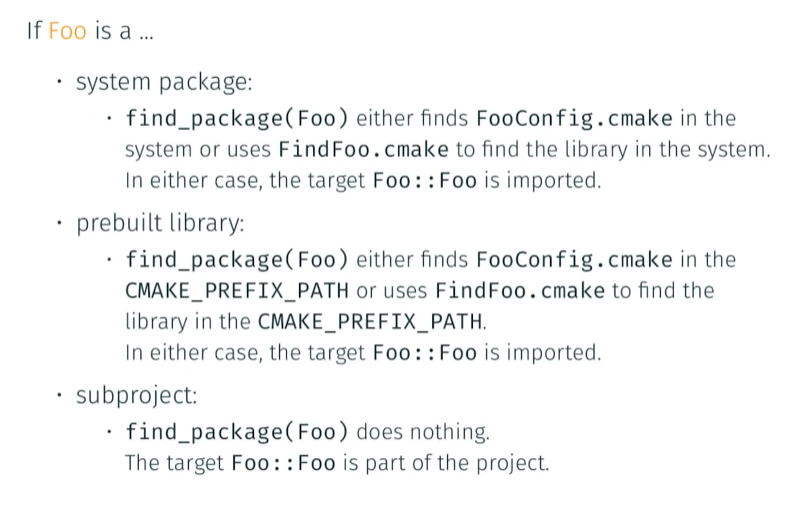 If Foo is a ...
· system package:
· find_package(Foo) either finds FooConfig.cmake in the
system or uses FindFoo.cmake to find the library in the system.
In either case, the target Foo::Foo is imported.
· prebuilt library:
· find_package(Foo) either finds FooConfig.cmake in the
CMAKE_PREFIX_PATH or uses FindFoo.cmake to find the
library in the CMAKE_PREFIX_PATH.
In either case, the target Foo::Foo is imported.
· subproject:
· find_package(Foo) does nothing.
The target Foo::Foo is part of the project.